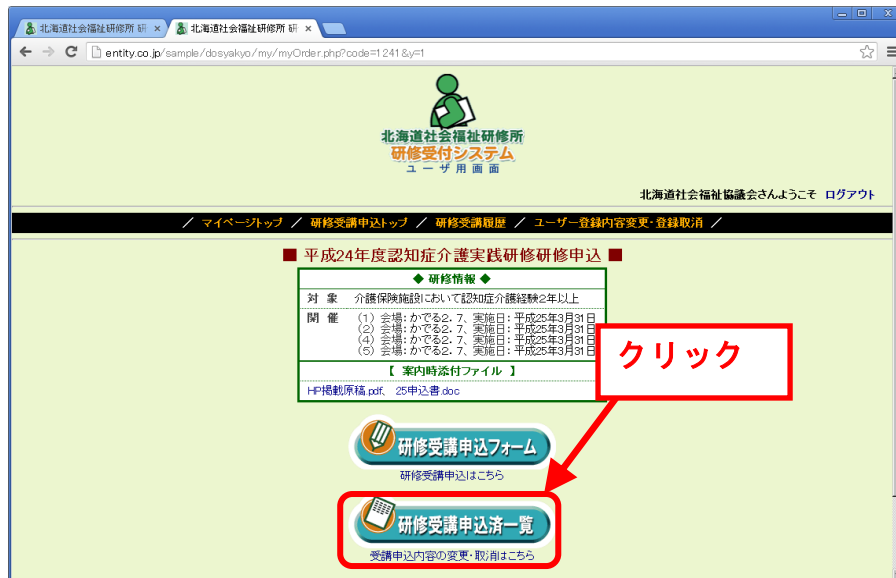 北海道社会福祉研修所 研
北海道社会福祉研修所 研
entity.co.jp/sample/dosyakyo/my/myOrder.php?code=1241&y=1
北海道社会福祉研修所
研修受付システム
ユーザ用画面
北海道社会福祉協議会さんようこそ ログアウト
／ マイページトップ ／ 研修受講申込トップ ／ 研修受講履歴 ／ ユーザー登録内容変更・登録取消 ／
■ 平成24年度認知症介護実践研修研修申込 ■
◆ 研修情報 ◆
対 象 介護保険施設において認知症介護経験2年以上
開 催 (1) 会場：かでる2．7、実施日：平成25年3月31日
(2) 会場：かでる2．7、実施日：平成25年3月31日
(4) 会場：かでる2．7、実施日：平成25年3月31日
(5) 会場：かでる2．7、実施日：平成25年3月31日
【 案内時添付ファイル 】
HP掲載原稿.pdf、 25申込書.doc
クリック
研修受講申込フォーム
研修受講申込はこちら
研修受講申込済一覧
受講申込内容の変更・取消はこちら